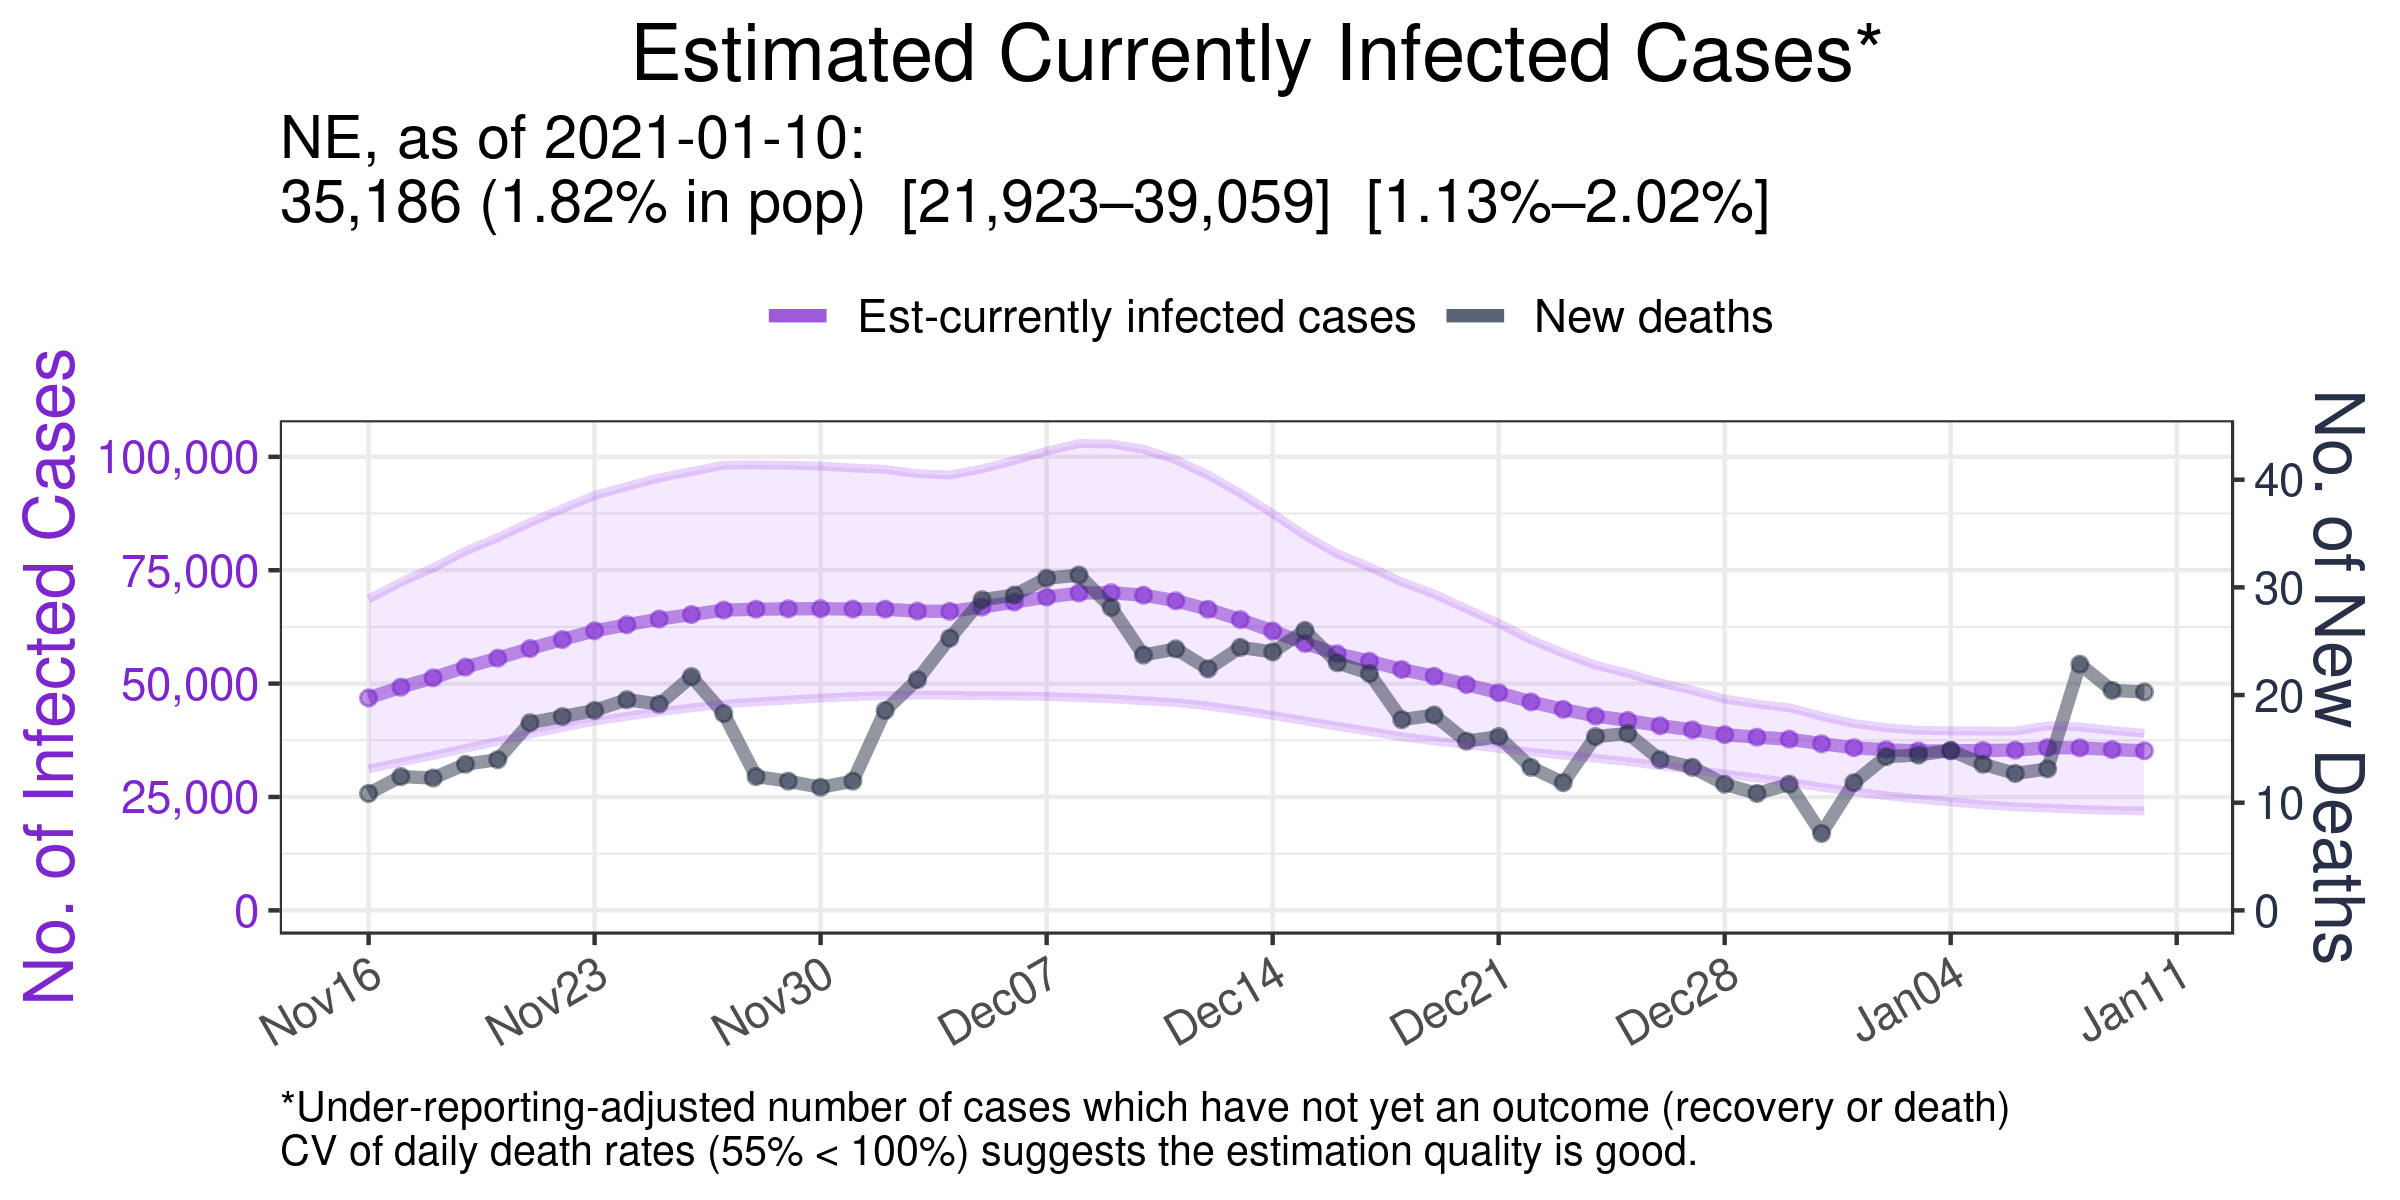 Estimated Currently Infected Cases*
NE, as of 2021-01-10:
35,186 (1.82% in pop)  [21,923–39,059]  [1.13%–2.02%]
Est-currently infected cases
New deaths
No. of Infected Cases
100,000
75,000
50,000
25,000
0
No. of New Deaths
40
30
20
10
0
Nov16
Nov23
Nov30
Dec07
Dec14
Dec21
Dec28
Jan04
Jan11
*Under-reporting-adjusted number of cases which have not yet an outcome (recovery or death)
CV of daily death rates (55% < 100%) suggests the estimation quality is good.